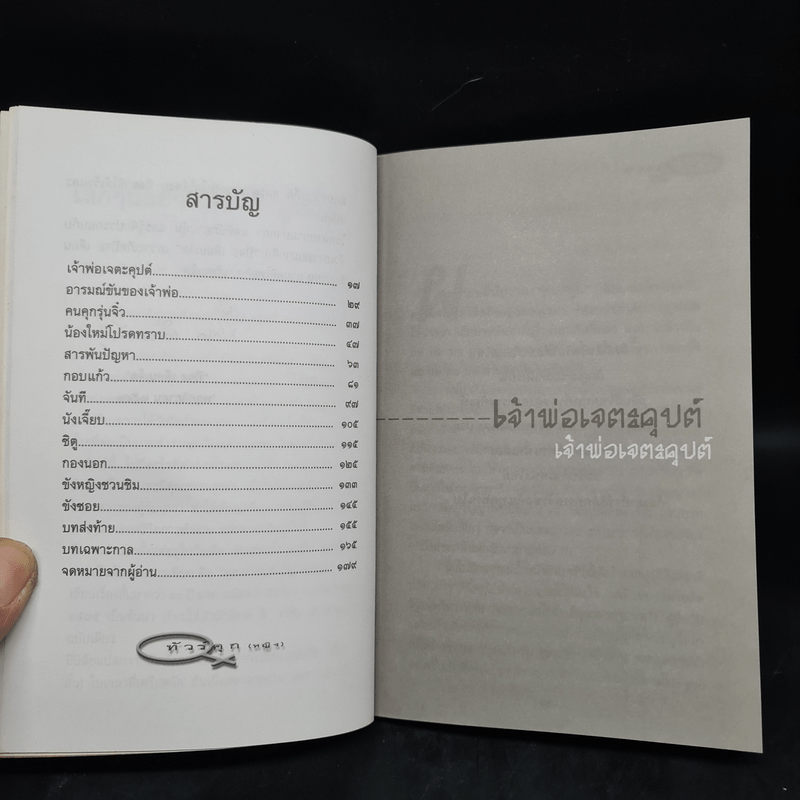 สารบัญ
เจ้าพ่อเจตะคุปต์..........๑๗
อารมณ์ขันของเจ้าพ่อ..........๒๙
คนคุกรุ่นจิ๋ว..........๓๗
น้องใหม่โปรดทราบ..........๔๗
สารพันปัญหา..........๖๓
กอบแก้ว..........๘๑
จันที..........๙๗
นังเจี๊ยบ..........๑๐๕
ชิตู..........๑๑๕
กองนอก..........๑๒๕
ขังหญิงชวนชิม..........๑๓๓
ขังซอย..........๑๔๕
บทส่งท้าย..........๑๕๕
บทเฉพาะกาล..........๑๖๕
จดหมายจากผู้อ่าน..........๑๗๙
เจ้าพ่อเจตะคุปต์
เจ้าพ่อเจตะคุปต์